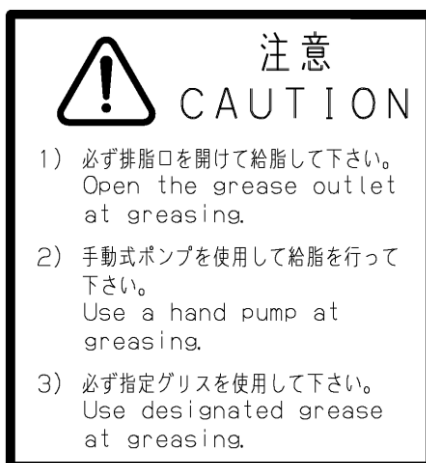 注意
CAUTION
1) 必ず排脂口を開けて給脂して下さい。
Open the grease outlet
at greasing.
2) 手動式ポンプを使用して給脂を行って
下さい。
Use a hand pump at
greasing.
3) 必ず指定グリスを使用して下さい。
Use designated grease
at greasing.